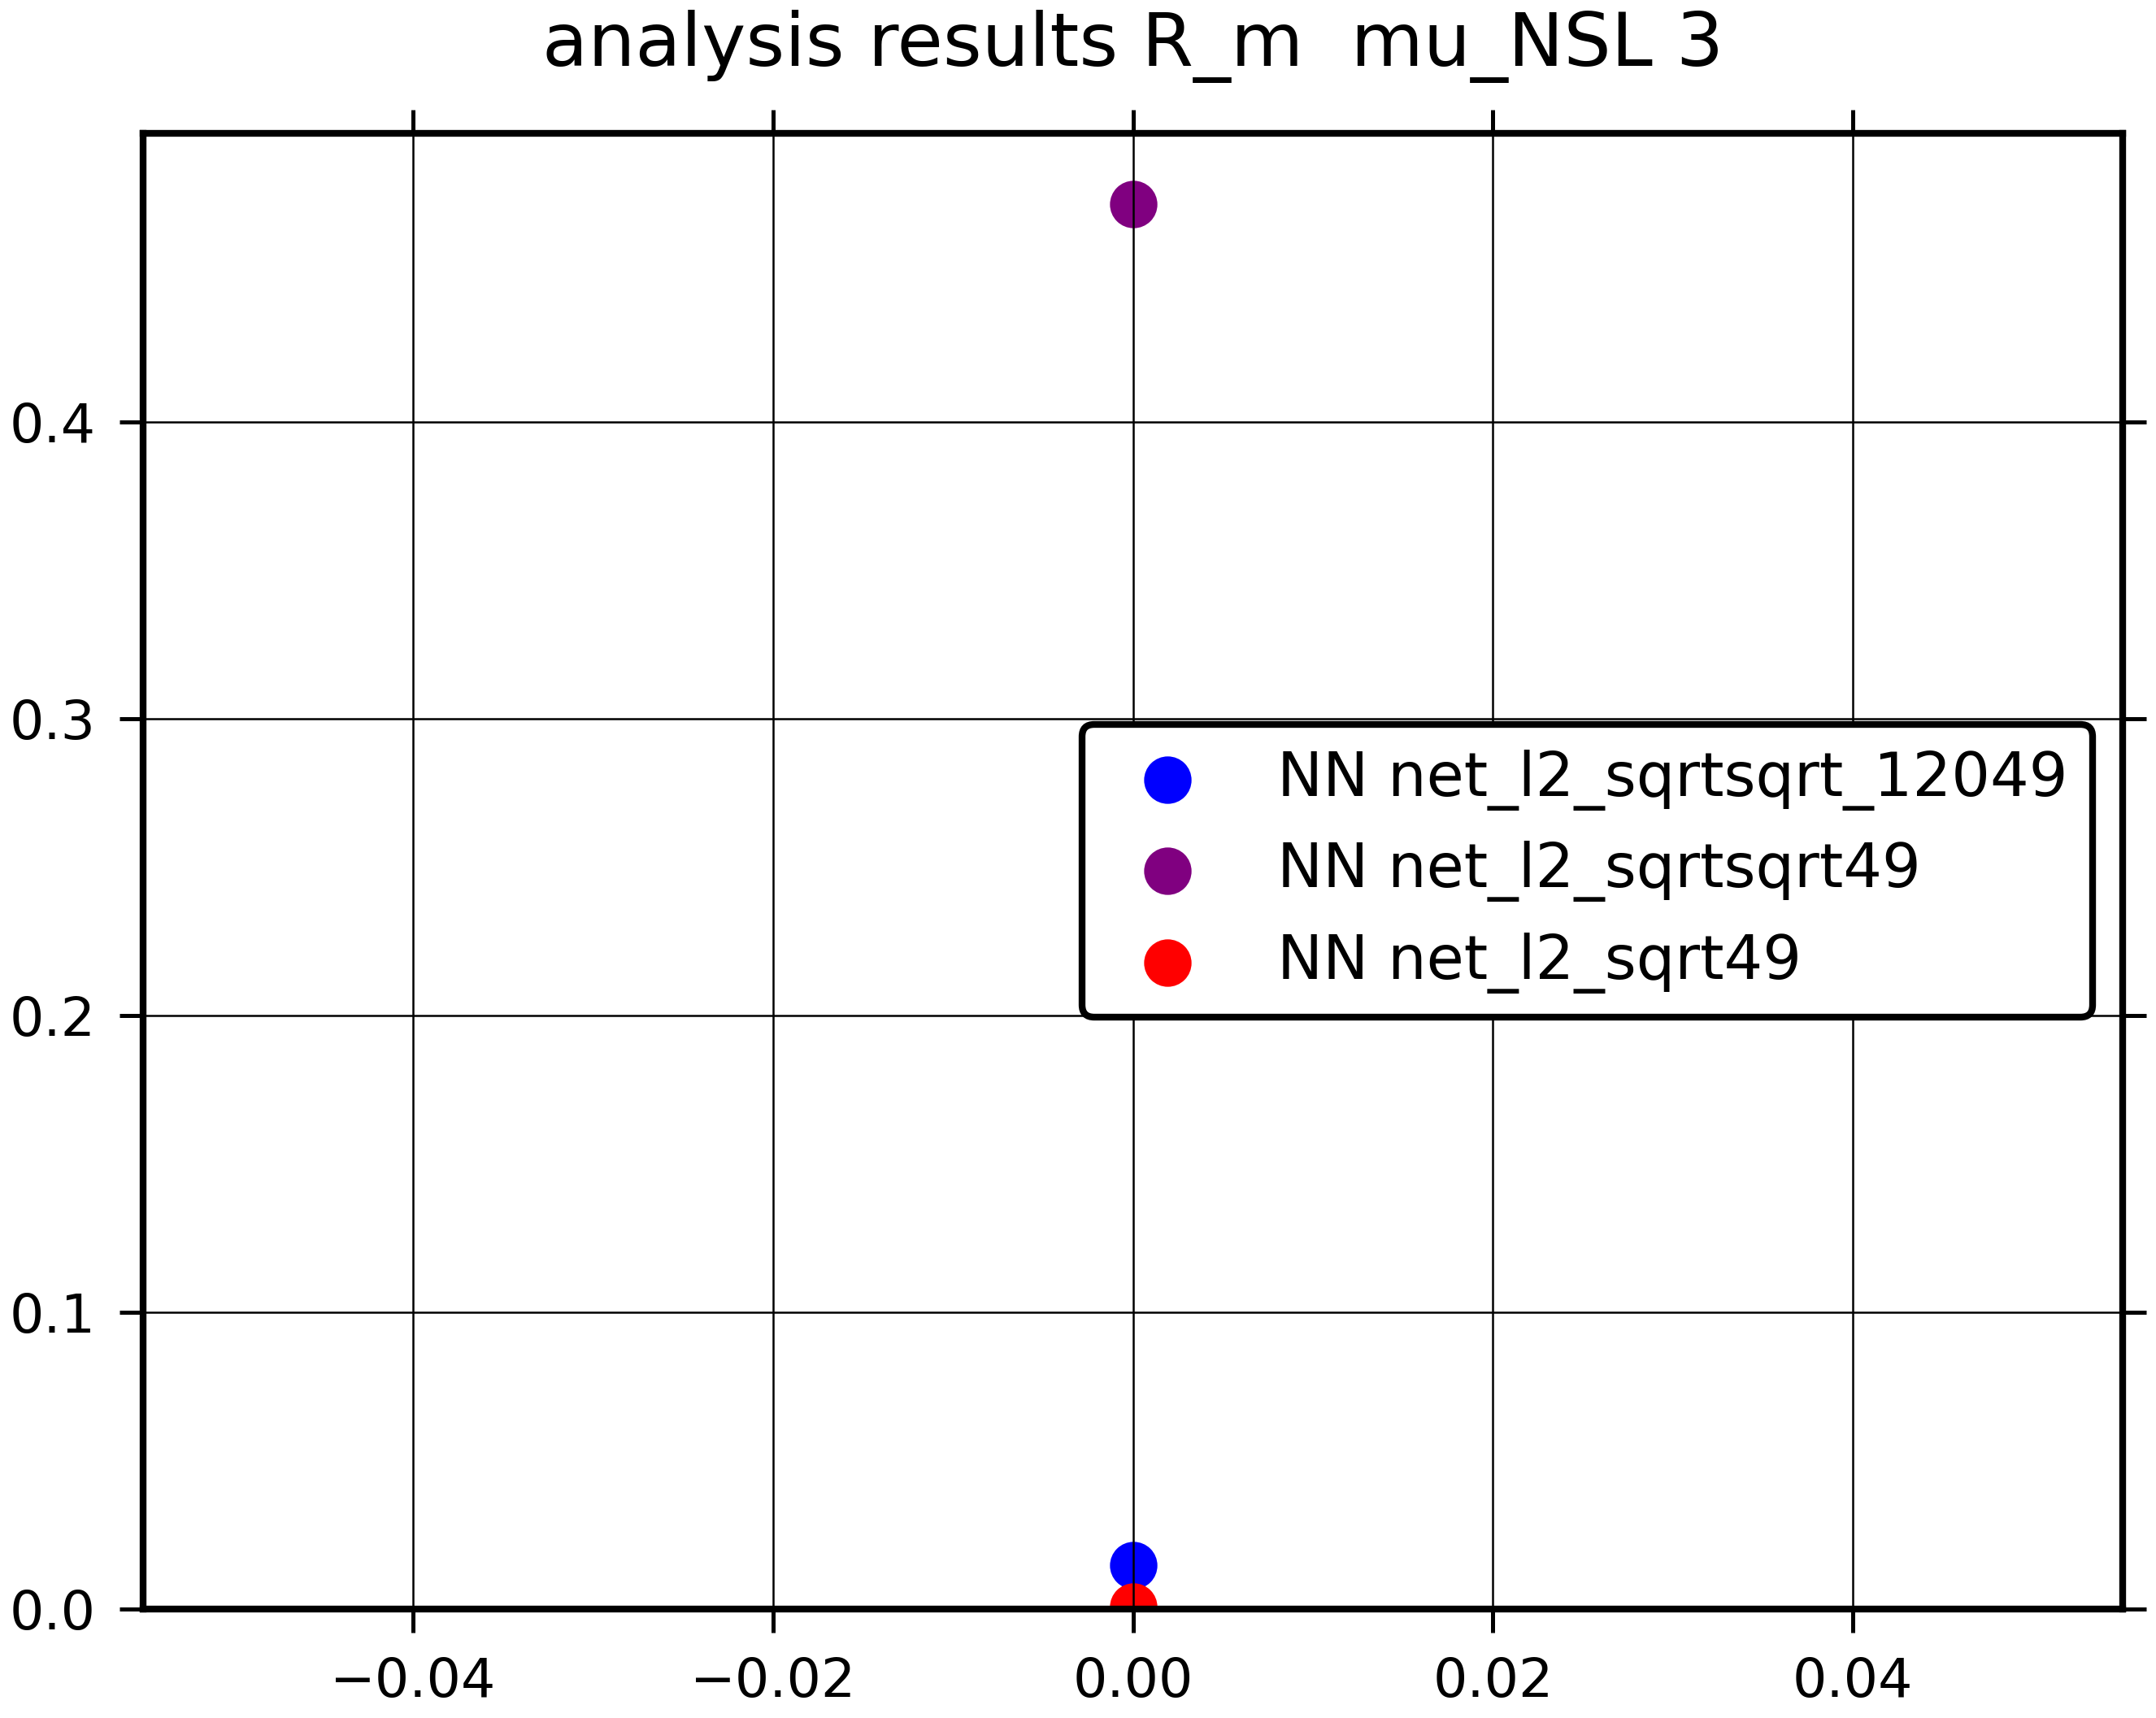 analysis results R_m  mu_NSL 3
0.4
0.3
0.2
0.1
0.0
NN net_l2_sqrtsqrt_12049
NN net_l2_sqrtsqrt49
NN net_l2_sqrt49
−0.04
−0.02
0.00
0.02
0.04